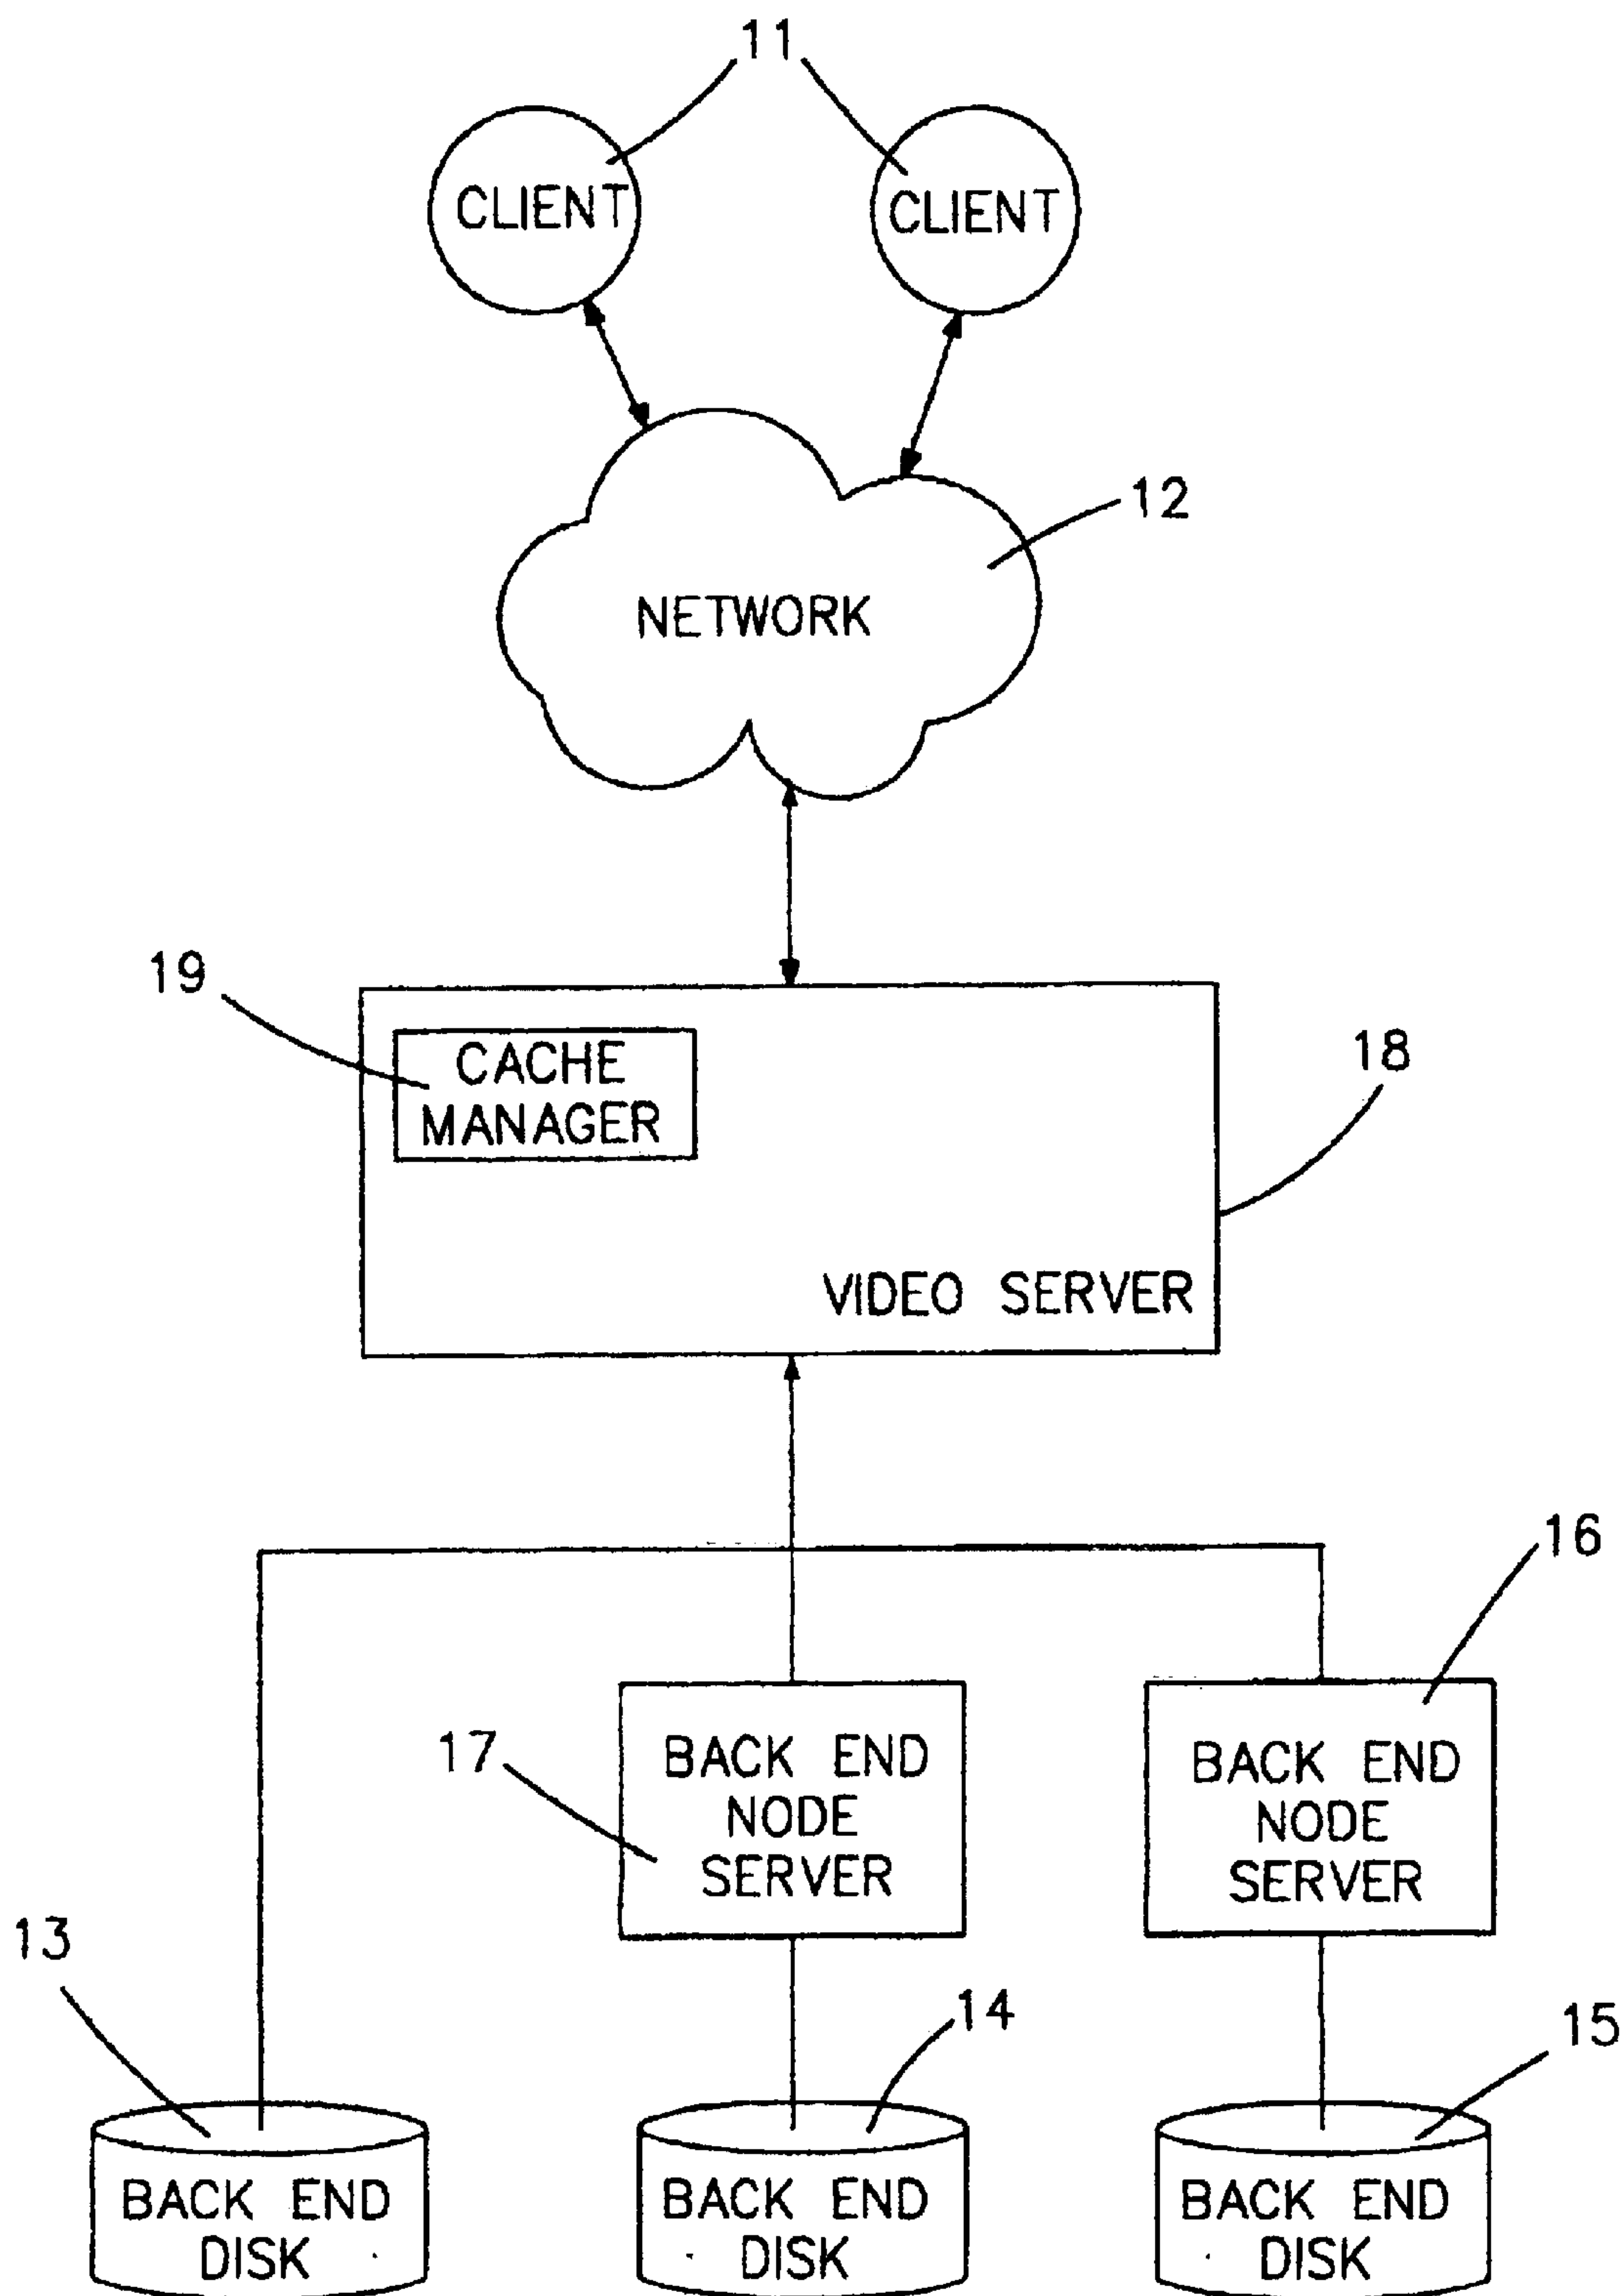 11
CLIENT
CLIENT
12
NETWORK
19
CACHE
MANAGER
18
VIDEO SERVER
16
17
BACK END
NODE
SERVER
BACK END
NODE
SERVER
13
14
15
BACK END
DISK
BACK END
DISK
BACK END
DISK